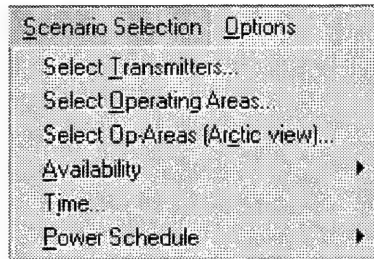 Scenario Selection Options
Select Transmitters...
Select Operating Areas...
Select Op-Areas (Arctic view)...
Availability
Time...
Power Schedule